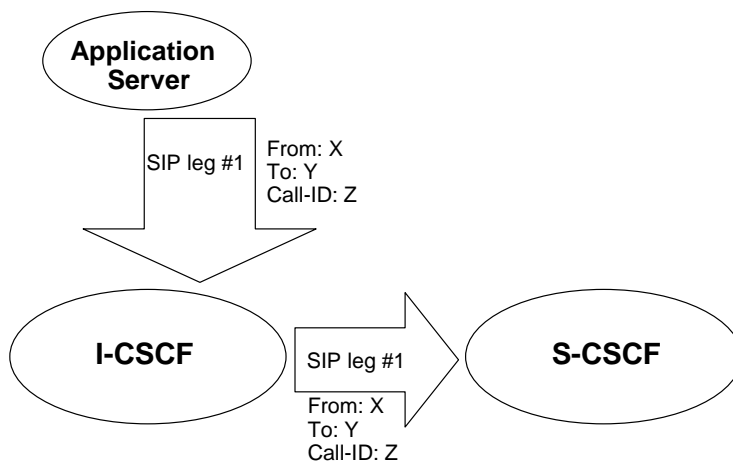 Application
Server
SIP leg #1
From: X
To: Y
Call-ID: Z
I-CSCF
SIP leg #1
S-CSCF
From: X
To: Y
Call-ID: Z